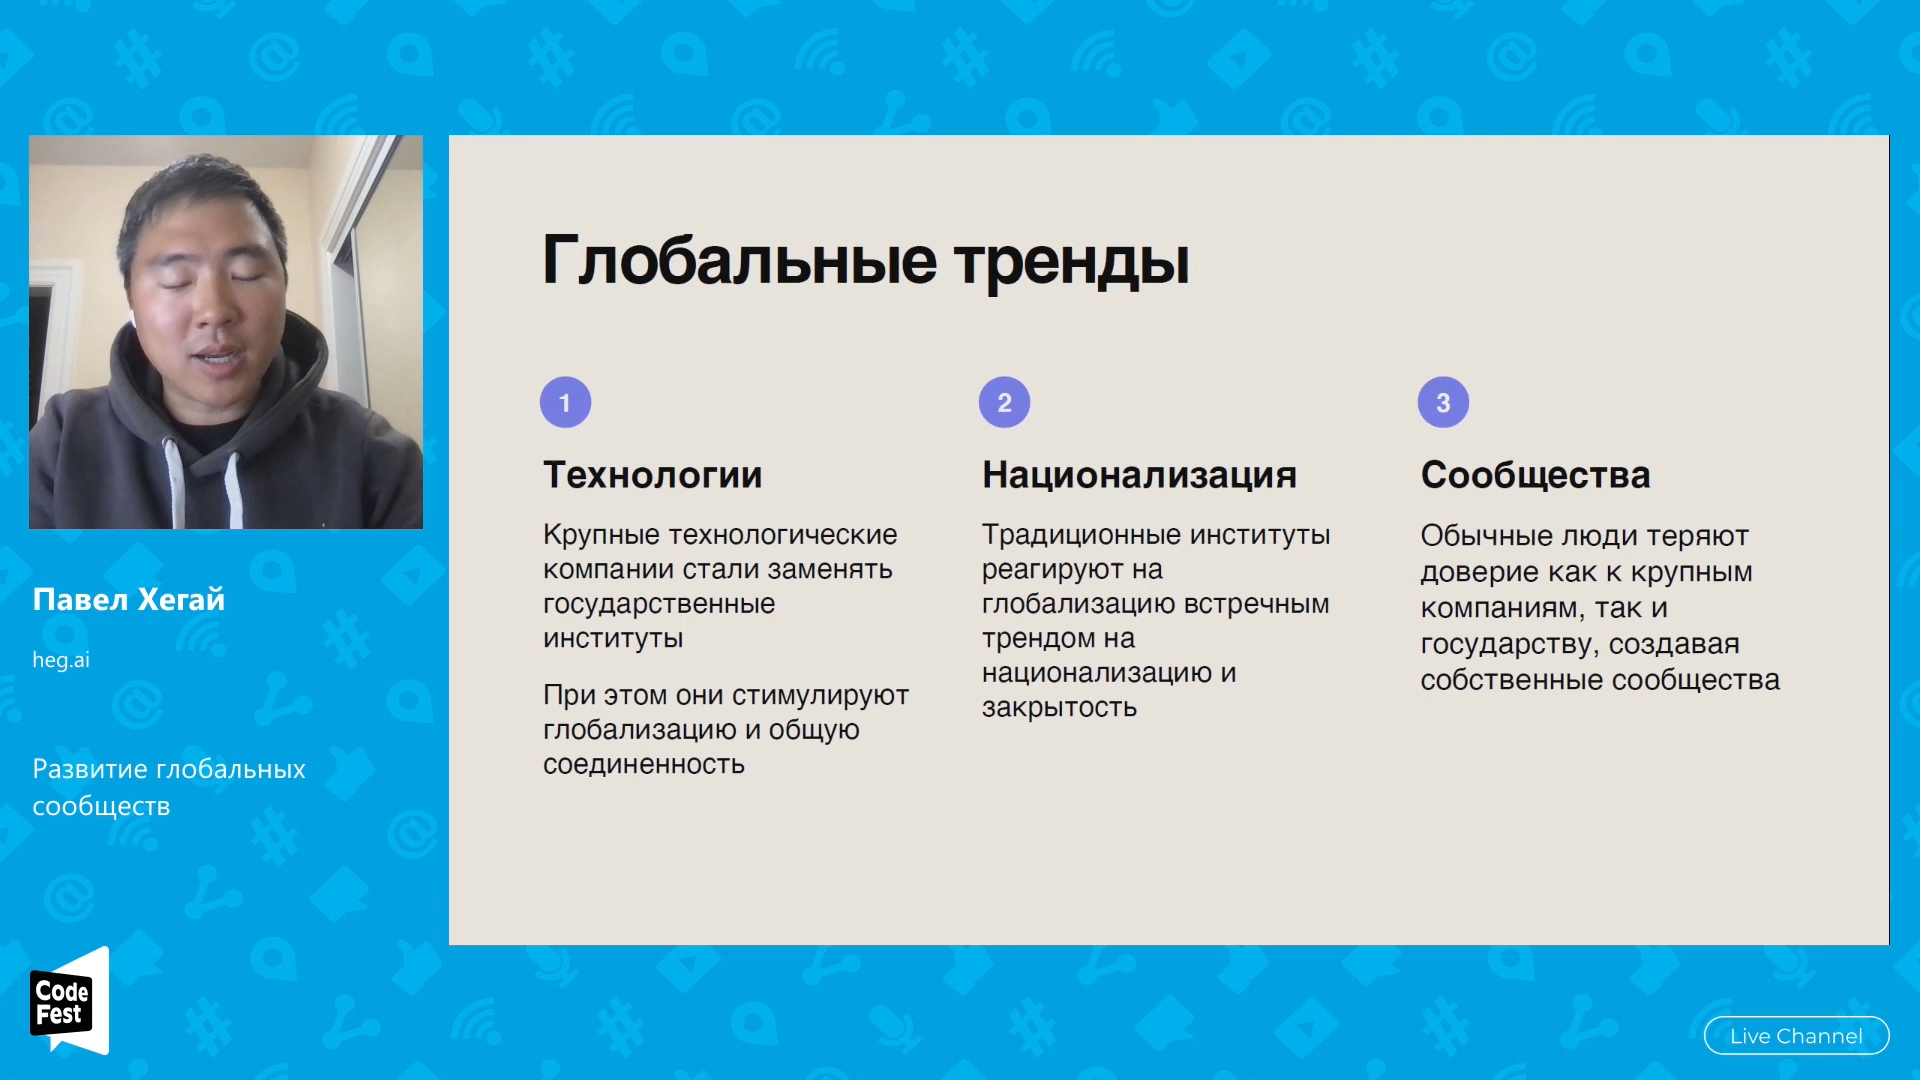 Глобальные тренды
1
Технологии
Крупные технологические
компании стали заменять
государственные
институты
При этом они стимулируют
глобализацию и общую
соединенность
2
Национализация
Традиционные институты
реагируют на
глобализацию встречным
трендом на
национализацию и
закрытость
3
Сообщества
Обычные люди теряют
доверие как к крупным
компаниям, так и
государству, создавая
собственные сообщества
Павел Хегай
heg.ai
Развитие глобальных
сообществ
Code
Fest
Live Channel